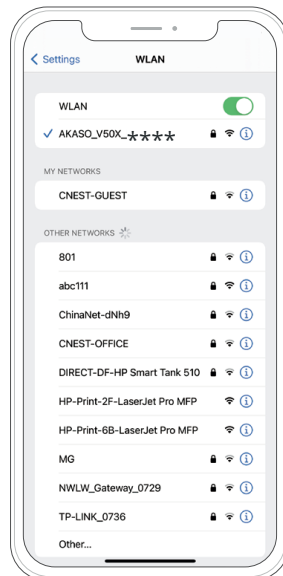 Settings WLAN
WLAN
AKASO_V50X_****
MY NETWORKS
CNEST-GUEST
OTHER NETWORKS
801
abc111
ChinaNet-dNh9
CNEST-OFFICE
DIRECT-DF-HP Smart Tank 510
HP-Print-2F-LaserJet Pro MFP
HP-Print-6B-LaserJet Pro MFP
MG
NWLW_Gateway_0729
TP-LINK_0736
Other...